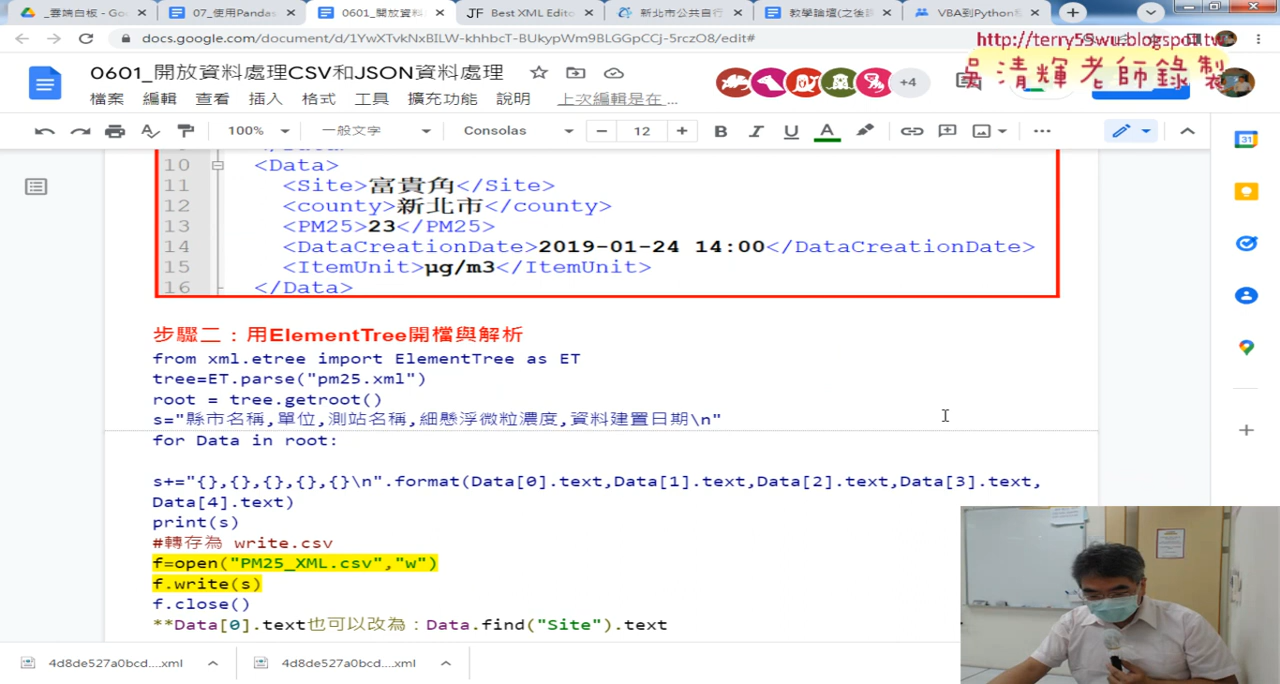 _雲端白板 - Go
07_使用Pandas
0601_開放資料
Best XML Edito
新北市公共自行
教學論壇(之後課
VBA到Python程
docs.google.com/document/d/1YwXTvkNxBILW-khhbcT-BUkypWm9BLGGpCCj-5rczO8/edit#
http://terry55wu.blogspot.tw
吳清輝老師錄製
0601_開放資料處理CSV和JSON資料處理
+4
檔案 編輯 查看 插入 格式 工具 擴充功能 說明 上次編輯是在 ...
100% 一般文字 Consolas 12
10 <Data>
11 <Site>富貴角</Site>
12 <county>新北市</county>
13 <PM25>23</PM25>
14 <DataCreationDate>2019-01-24 14:00</DataCreationDate>
15 <ItemUnit>μg/m3</ItemUnit>
16 </Data>
步驟二：用ElementTree開檔與解析
from xml.etree import ElementTree as ET
tree=ET.parse("pm25.xml")
root = tree.getroot()
s="縣市名稱,單位,測站名稱,細懸浮微粒濃度,資料建置日期\n"
for Data in root:
s+="{},{},{},{},{}\n".format(Data[0].text,Data[1].text,Data[2].text,Data[3].text,
Data[4].text)
print(s)
#轉存為 write.csv
f=open("PM25_XML.csv","w")
f.write(s)
f.close()
**Data[0].text也可以改為：Data.find("Site").text
4d8de527a0bcd....xml
4d8de527a0bcd....xml